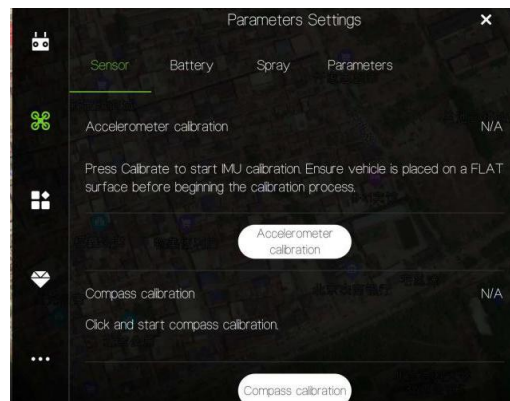 Parameters Settings
Sensor Battery Spray Parameters
Accelerometer calibration N/A
Press Calibrate to start IMU calibration. Ensure vehicle is placed on a FLAT
surface before beginning the calibration process.
Accelerometer
calibration
Compass calibration N/A
Click and start compass calibration.
Compass calibration